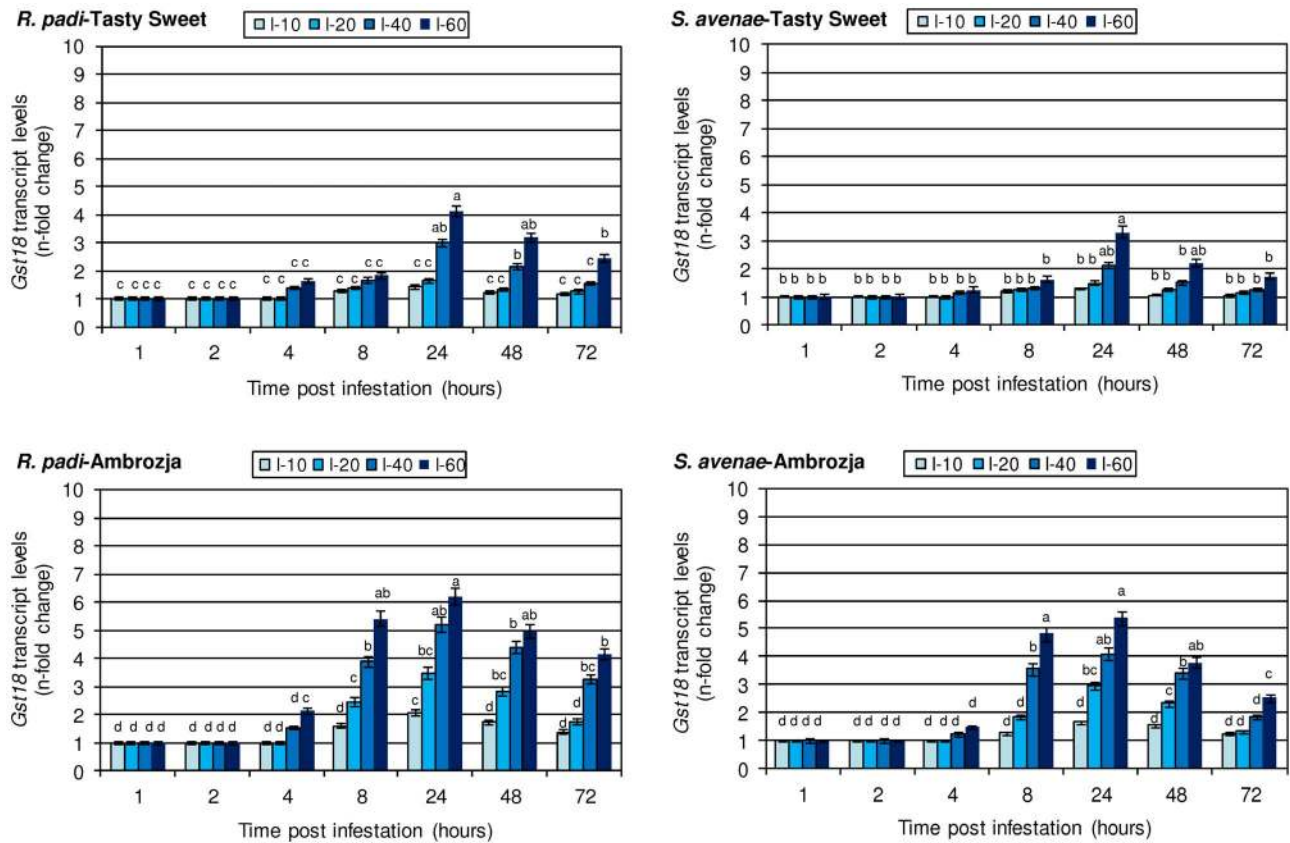 R. padi-Tasty Sweet
I-10 I-20 I-40 I-60
Gst18 transcript levels
(n-fold change)
10
9
8
7
6
5
4
3
2
1
0
c c c c
c c c c
c c c c
c c c c
c c ab a
c c b ab
c c c b
1 2 4 8 24 48 72
Time post infestation (hours)
S. avenae-Tasty Sweet
I-10 I-20 I-40 I-60
Gst18 transcript levels
(n-fold change)
10
9
8
7
6
5
4
3
2
1
0
b b b b
b b b b
b b b b
b b b b
b b ab a
b b b ab
b b b b
1 2 4 8 24 48 72
Time post infestation (hours)
R. padi-Ambrozja
I-10 I-20 I-40 I-60
Gst18 transcript levels
(n-fold change)
10
9
8
7
6
5
4
3
2
1
0
d d d d
d d d d
d d d c
d c b ab
c bc ab a
d bc b ab
d d bc b
1 2 4 8 24 48 72
Time post infestation (hours)
S. avenae-Ambrozja
I-10 I-20 I-40 I-60
Gst18 transcript levels
(n-fold change)
10
9
8
7
6
5
4
3
2
1
0
d d d d
d d d d
d d d d
d d b a
d bc ab a
d c b ab
d d d c
1 2 4 8 24 48 72
Time post infestation (hours)